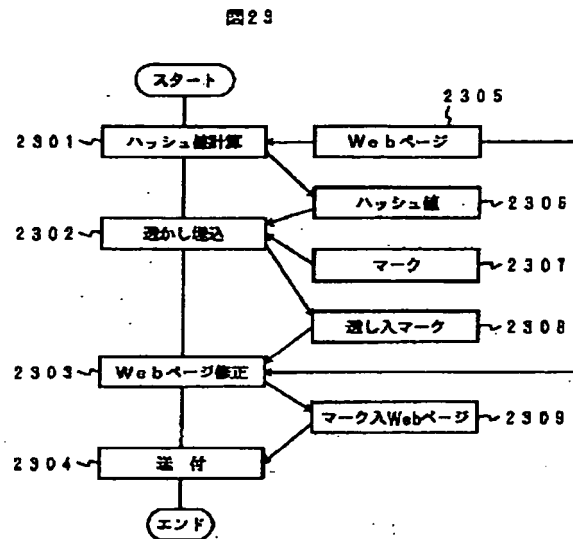 図23
スタート
2305
2301
ハッシュ値計算
Webページ
ハッシュ値
2306
2302
透かし埋込
マーク
2307
透し入マーク
2308
2303
Webページ修正
マーク入Webページ
2309
2304
送 付
エンド